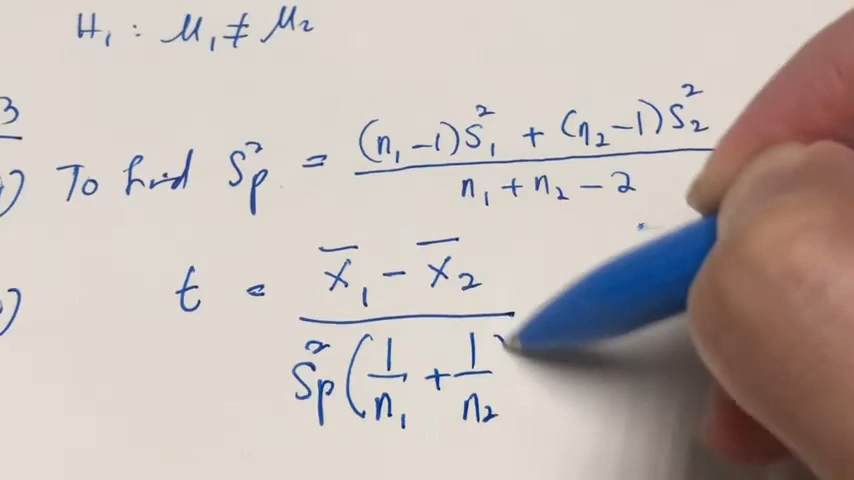 H₁ : μ₁ ≠ μ₂
3
) To find Sp² = (n₁ – 1) S₁² + (n₂ – 1) S₂²
n₁ + n₂ – 2
) t = x̄₁ – x̄₂
Sp² (1/n₁ + 1/n₂)